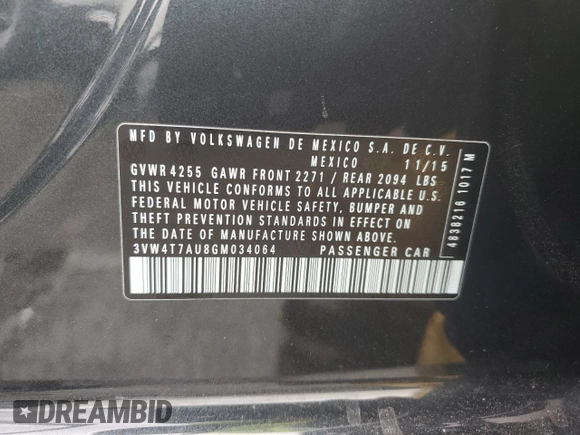 MFD BY VOLKSWAGEN DE MEXICO S.A. DE C.V.
MEXICO 11/15
GVWR 4255 GAWR FRONT 2271 / REAR 2094 LBS
THIS VEHICLE CONFORMS TO ALL APPLICABLE U.S.
FEDERAL MOTOR VEHICLE SAFETY, BUMPER AND
THEFT PREVENTION STANDARDS IN EFFECT ON
THE DATE OF MANUFACTURE SHOWN ABOVE.
3VW4T7AU8GM034064 PASSENGER CAR
4838216 1017 M
DREAMBID